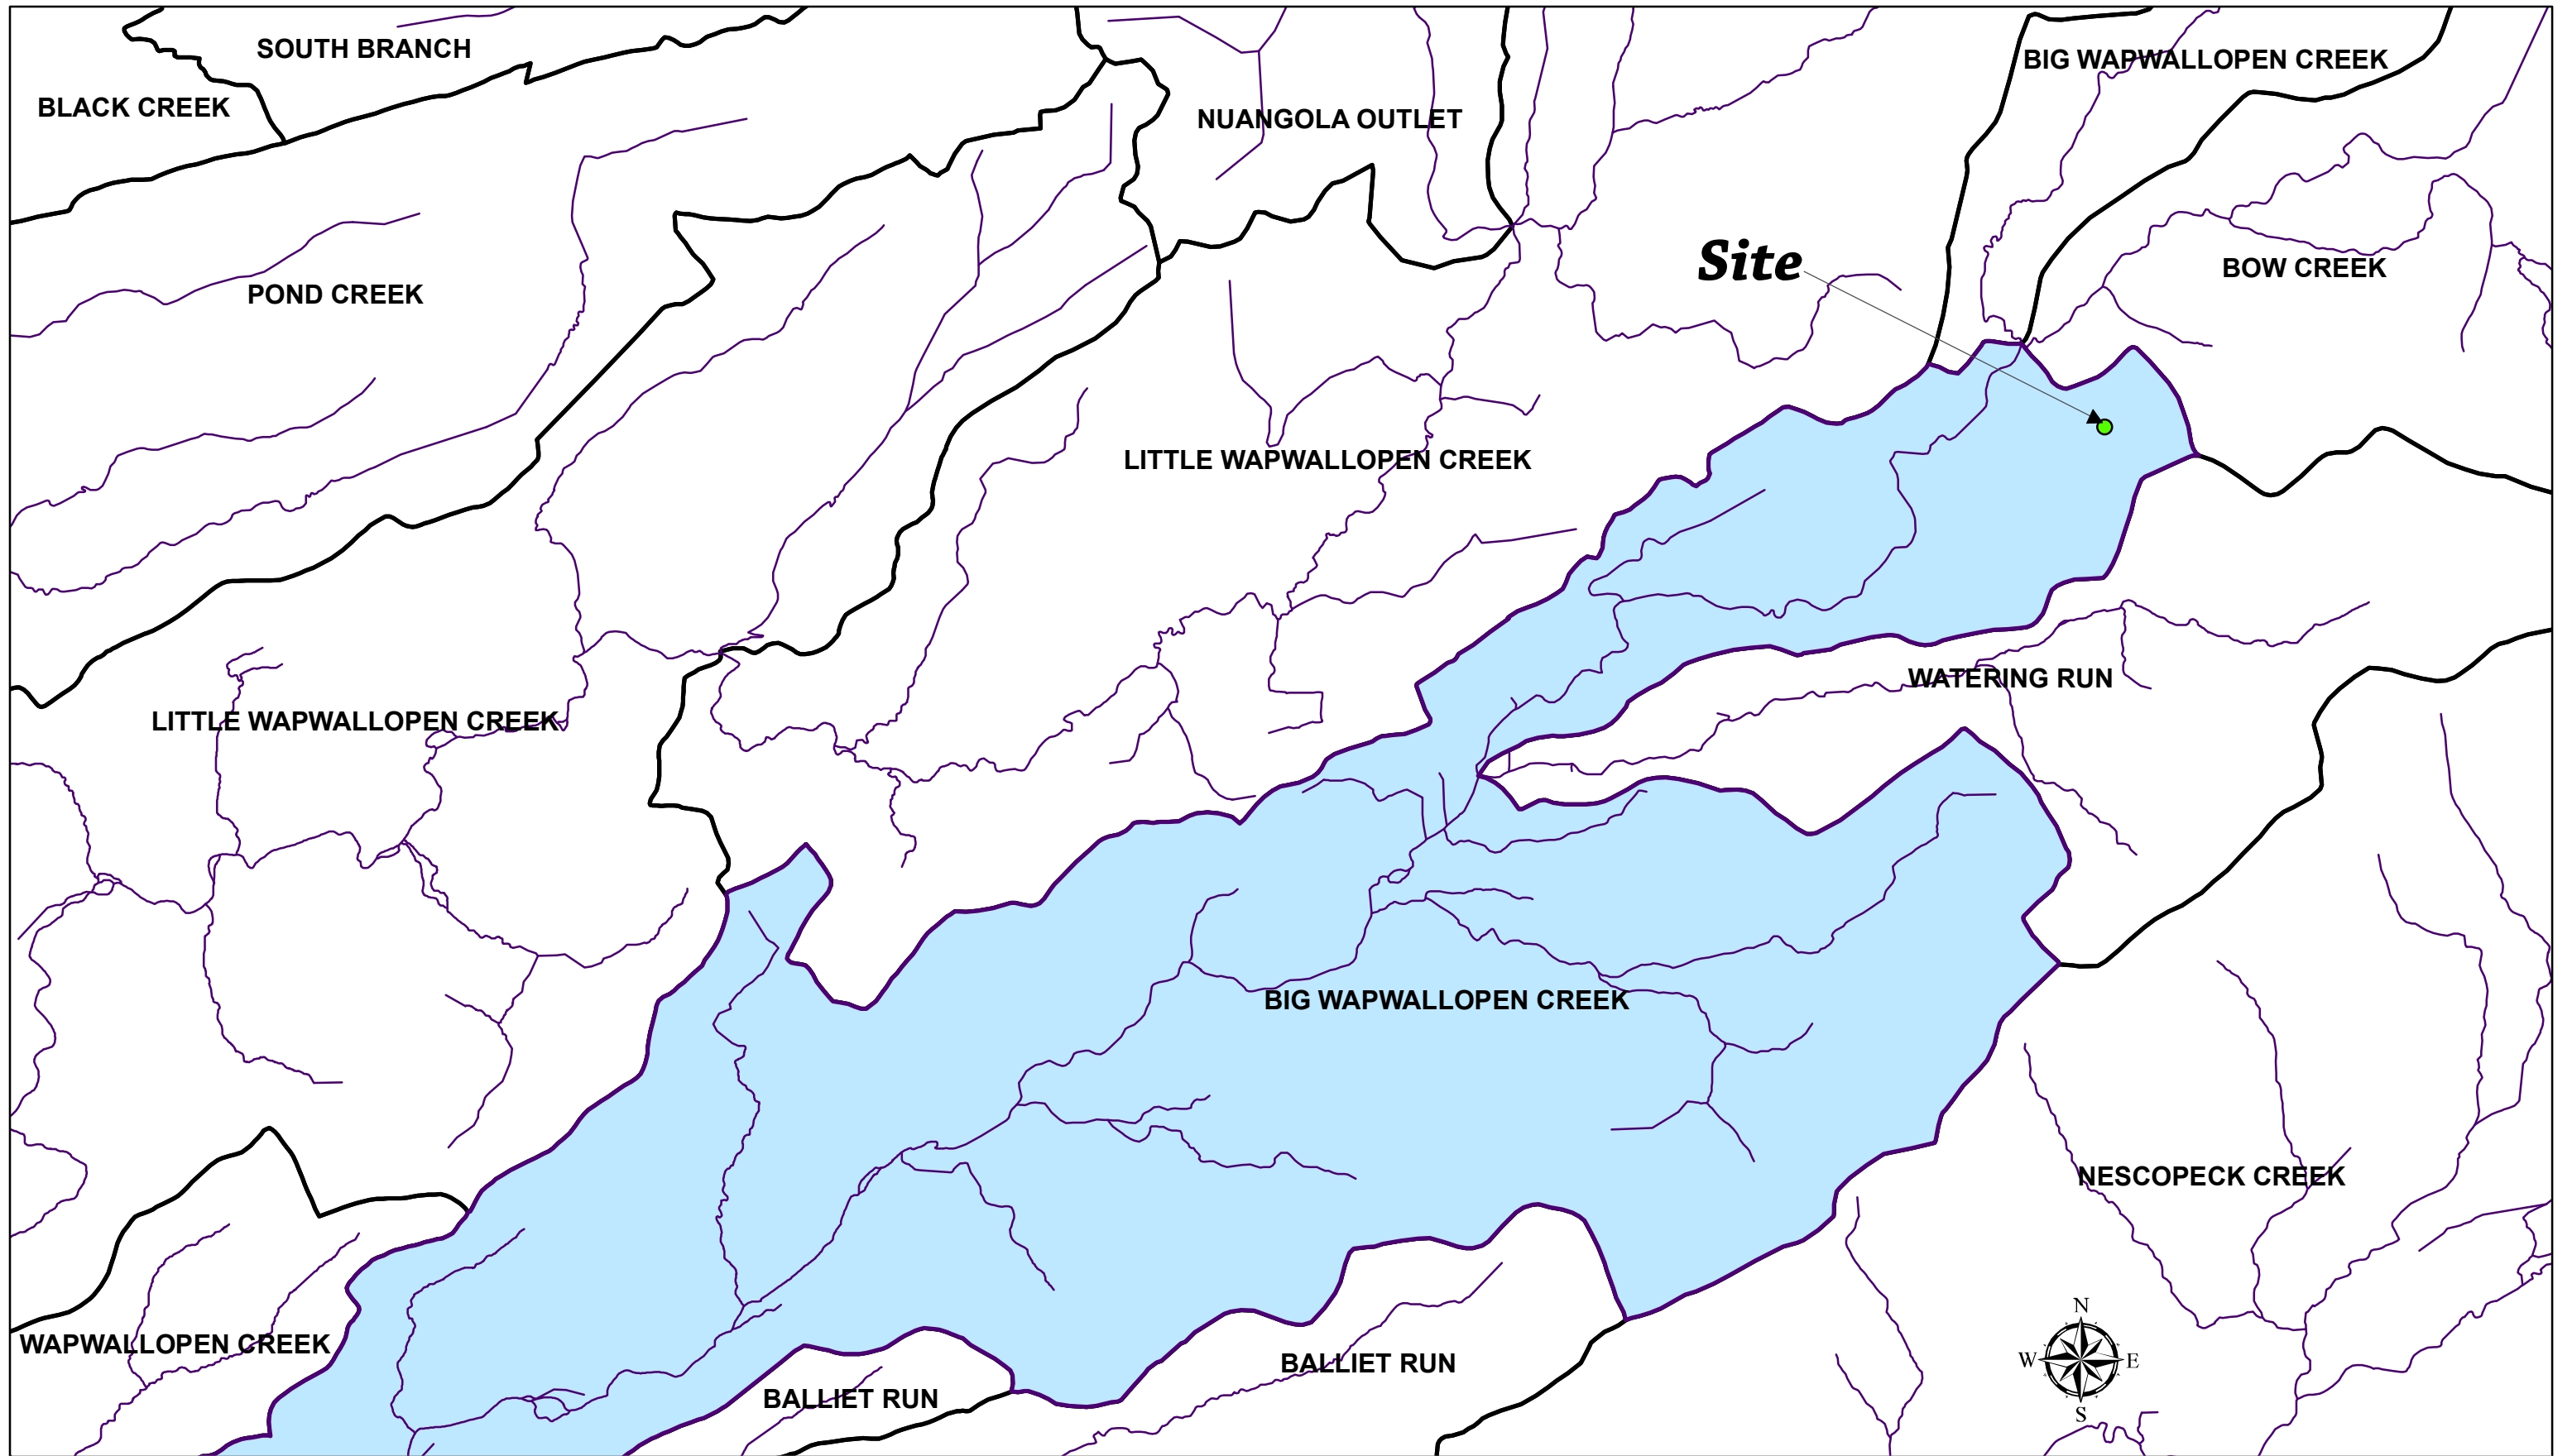 SOUTH BRANCH
BIG WAPWALLOPEN CREEK
BLACK CREEK
NUANGOLA OUTLET
Site
BOW CREEK
POND CREEK
LITTLE WAPWALLOPEN CREEK
WATERING RUN
LITTLE WAPWALLOPEN CREEK
BIG WAPWALLOPEN CREEK
NESCOPECK CREEK
N
WAPWALLOPEN CREEK
W
E
BALLIET RUN
BALLIET RUN
S